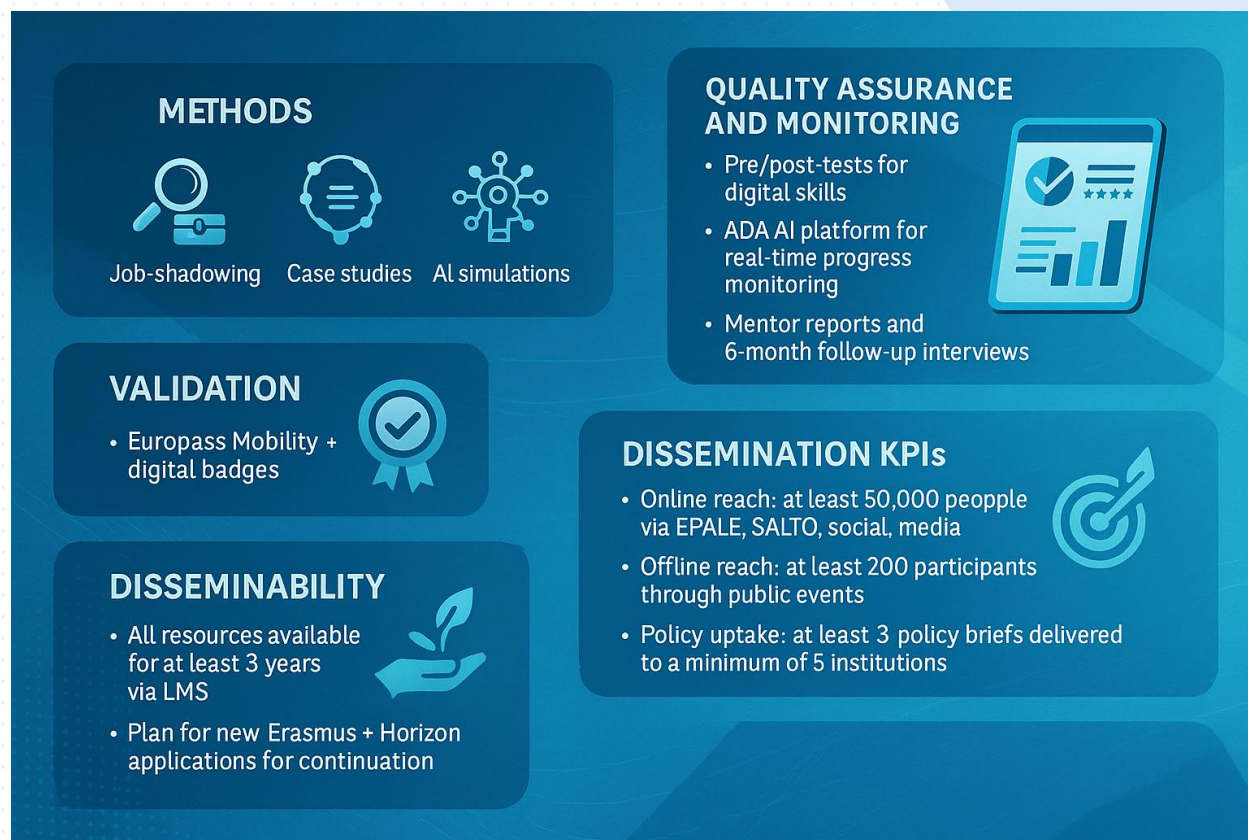 METHODS
Job-shadowing
Case studies
AI simulations
VALIDATION
• Europass Mobility +
digital badges
DISSEMINABILITY
• All resources available
for at least 3 years
via LMS
• Plan for new Erasmus + Horizon
applications for continuation
QUALITY ASSURANCE
AND MONITORING
• Pre/post-tests for
digital skills
• ADA AI platform for
real-time progress
monitoring
• Mentor reports and
6-month follow-up interviews
DISSEMINATION KPIs
• Online reach: at least 50,000 peopple
via EPALE, SALTO, social, media
• Offline reach: at least 200 participants
through public events
• Policy uptake: at least 3 policy briefs delivered
to a minimum of 5 institutions